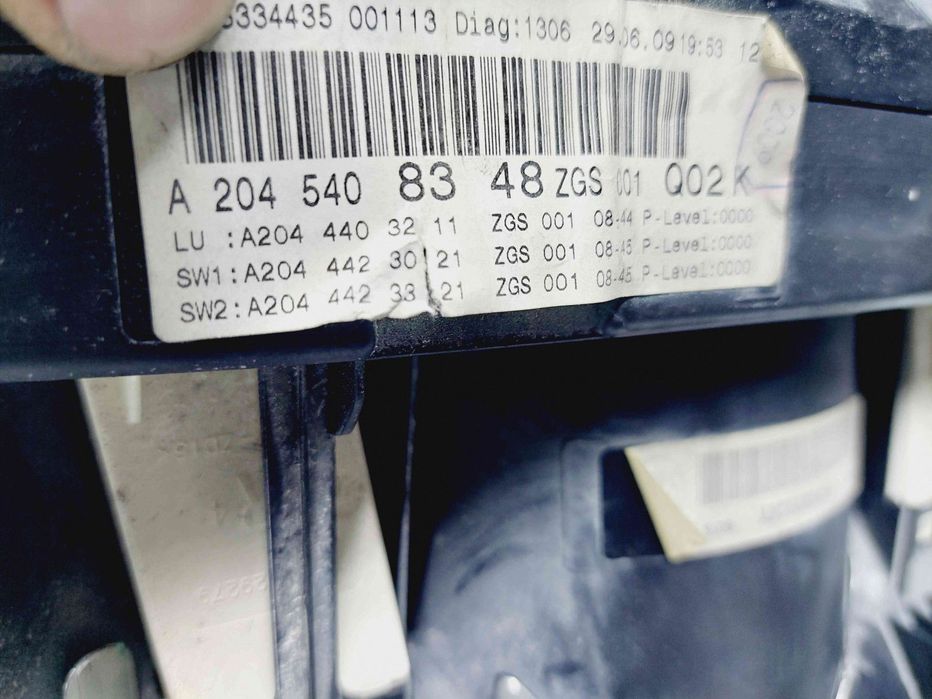 334435 001113 Diag:1306 29.06.09 19:53 12
A 204 540 83 48 ZGS 001 Q02 K
LU :A204 440 32 11 ZGS 001 08-44 P-Level:0000
SW1:A204 442 30 21 ZGS 001 08-45 P-Level:0000
SW2:A204 442 33 21 ZGS 001 08-45 P-Level:0000